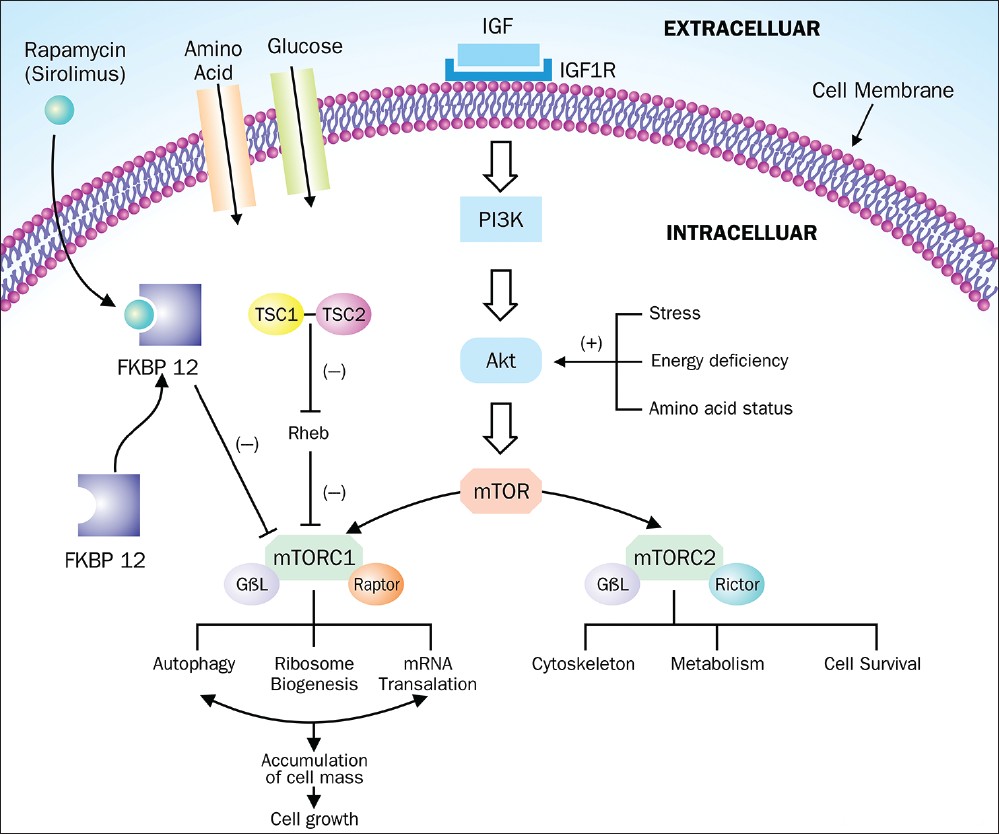 IGF
EXTRACELLUAR
Rapamycin
(Sirolimus)
Amino
Acid
Glucose
IGF1R
Cell Membrane
PI3K
INTRACELLUAR
TSC1
TSC2
Stress
(+)
Energy deficiency
Akt
Amino acid status
FKBP 12
(—)
Rheb
(—)
(—)
mTOR
FKBP 12
mTORC1
GßL
Raptor
mTORC2
GßL
Rictor
Autophagy
Ribosome
Biogenesis
mRNA
Transalation
Cytoskeleton
Metabolism
Cell Survival
Accumulation
of cell mass
Cell growth